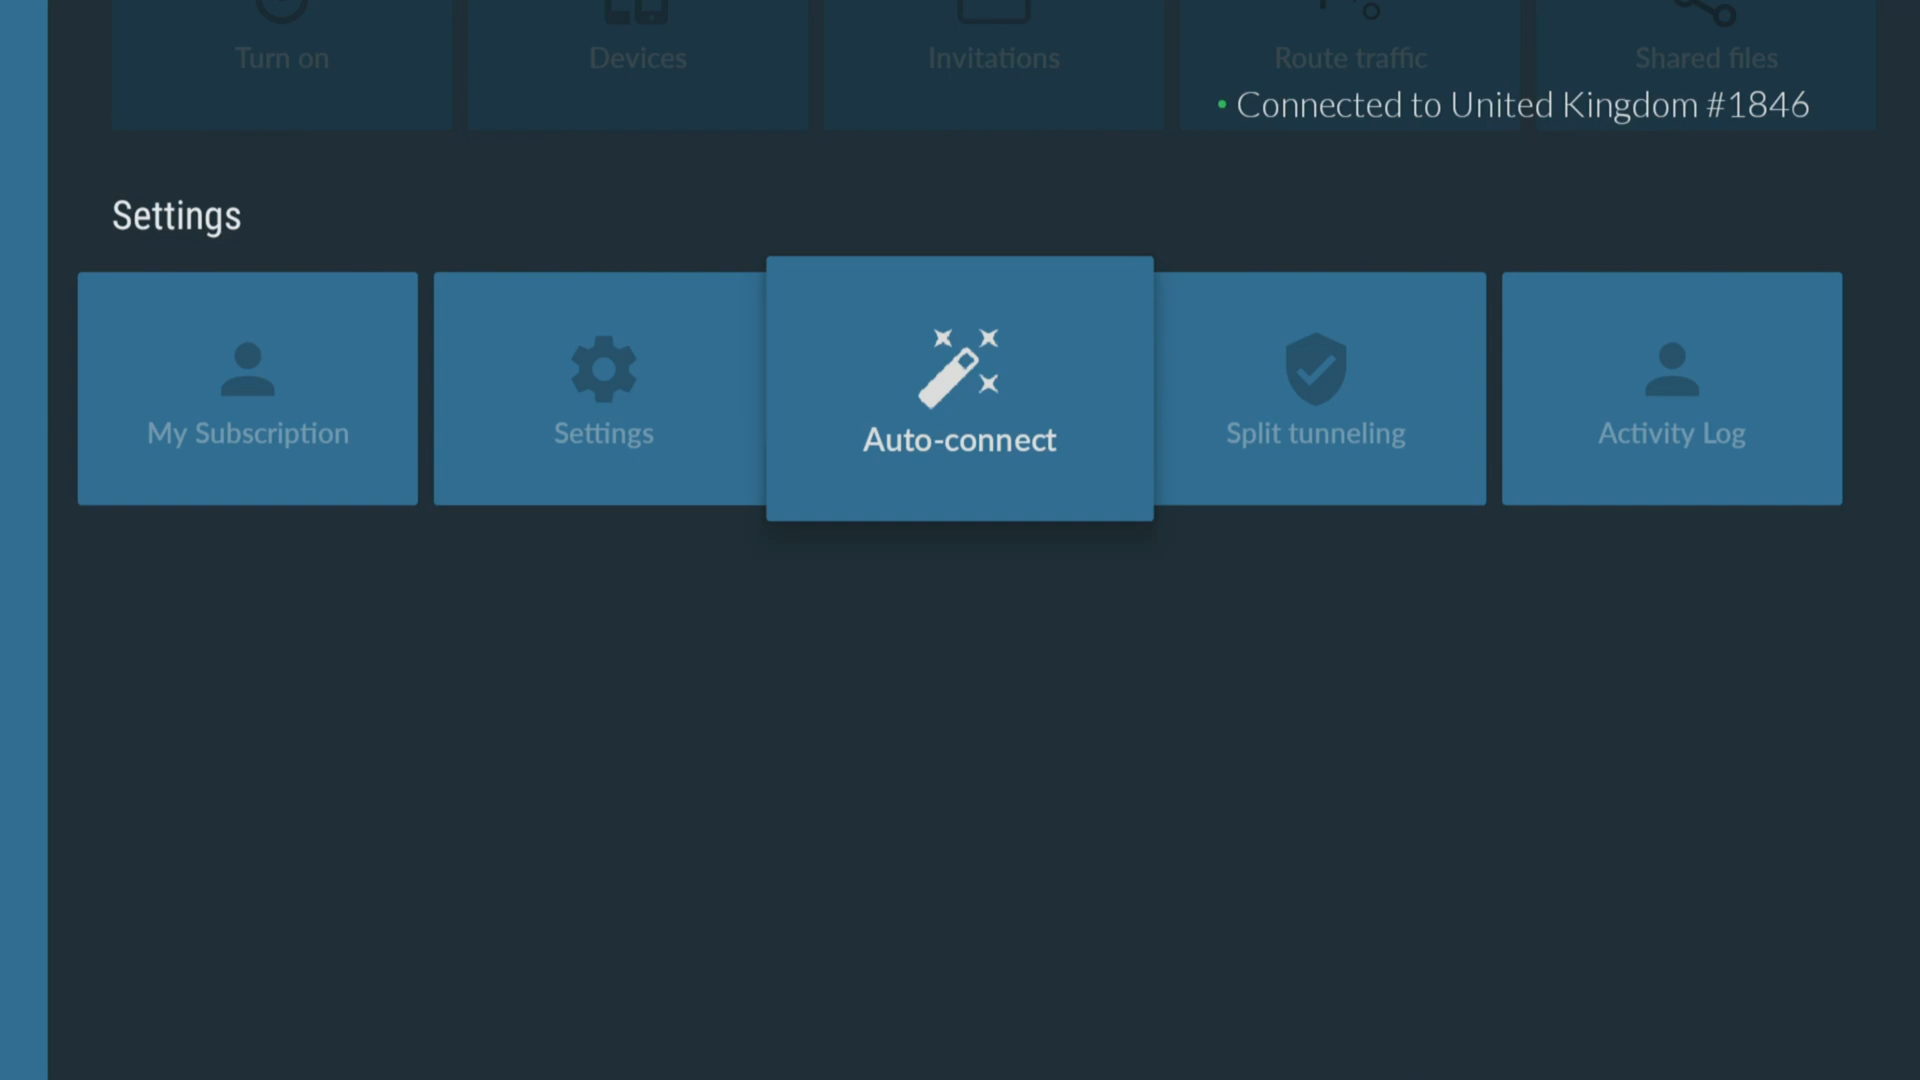 Turn on
Devices
Invitations
Route traffic
Shared files
• Connected to United Kingdom #1846
Settings
My Subscription
Settings
Auto-connect
Split tunneling
Activity Log